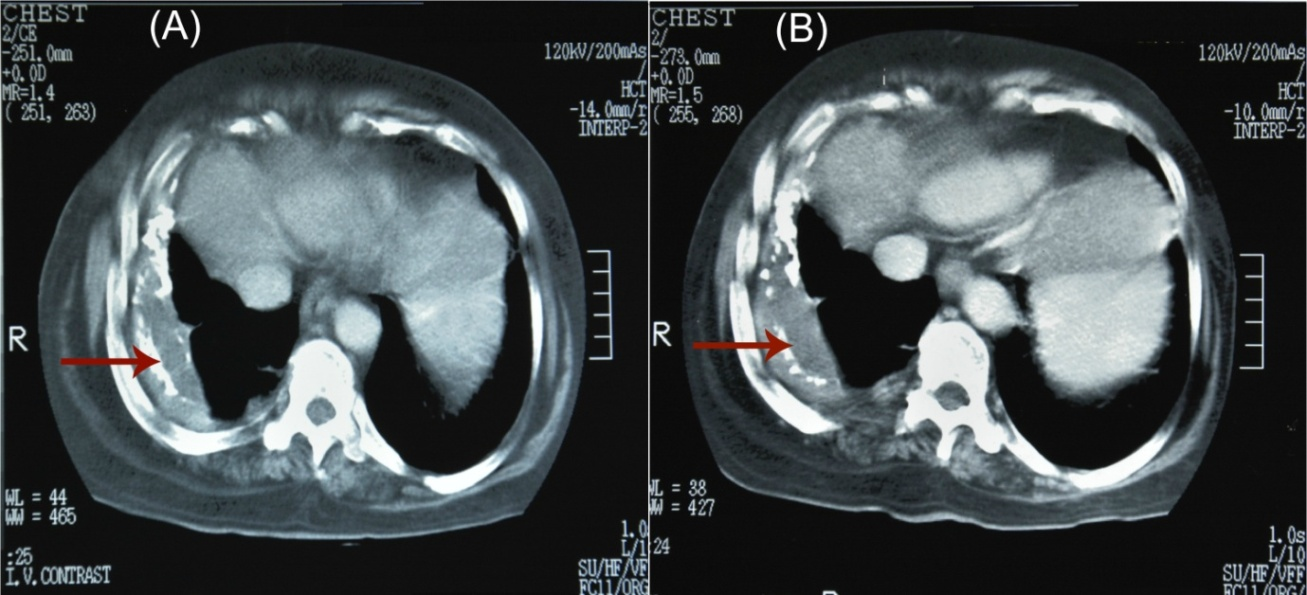 CHEST
2/CE
-251.0mm
+0.0D
MR=1.4
( 251, 263)
(A)
120kV/200mAs
/
HCT
-14.0mm/r
INTERP-2
R
WL = 44
WW = 465
:25
I.V.CONTRAST
1.0
L/1
SU/HF/VF
FC11/ORG
CHEST
2/
-273.0mm
+0.0D
MR=1.5
( 255, 268)
(B)
120kV/200mAs
/
HCT
-10.0mm/r
INTERP-2
R
WL = 38
WW = 427
24
1.0s
L/10
SU/HF/VFF
FC11/ORG/